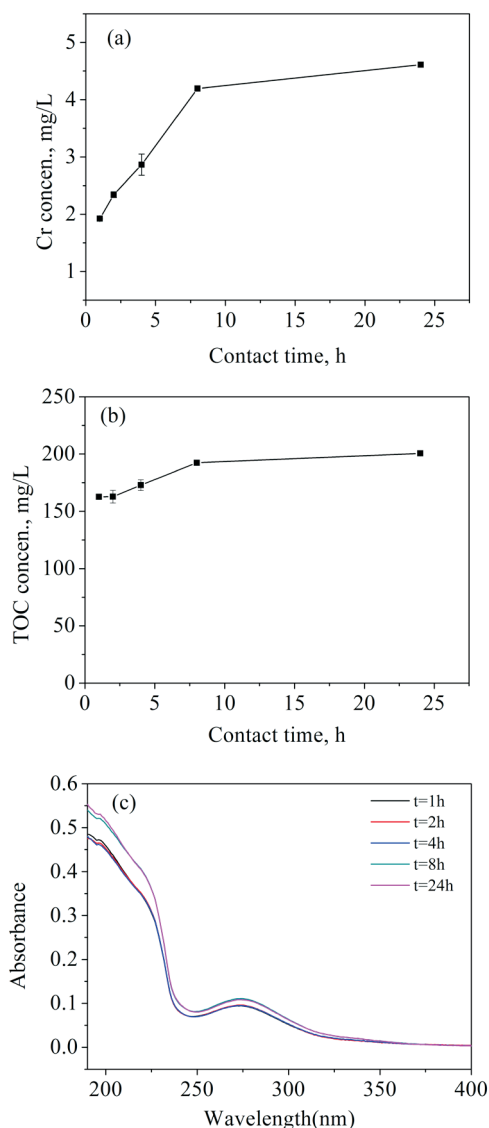 (a)
5
4
3
2
1
Cr concen., mg/L
0 5 10 15 20 25
Contact time, h
(b)
250
200
150
100
50
0
TOC concen., mg/L
0 5 10 15 20 25
Contact time, h
(c)
0.6
0.5
0.4
0.3
0.2
0.1
0.0
Absorbance
t=1h
t=2h
t=4h
t=8h
t=24h
200 250 300 350 400
Wavelength(nm)